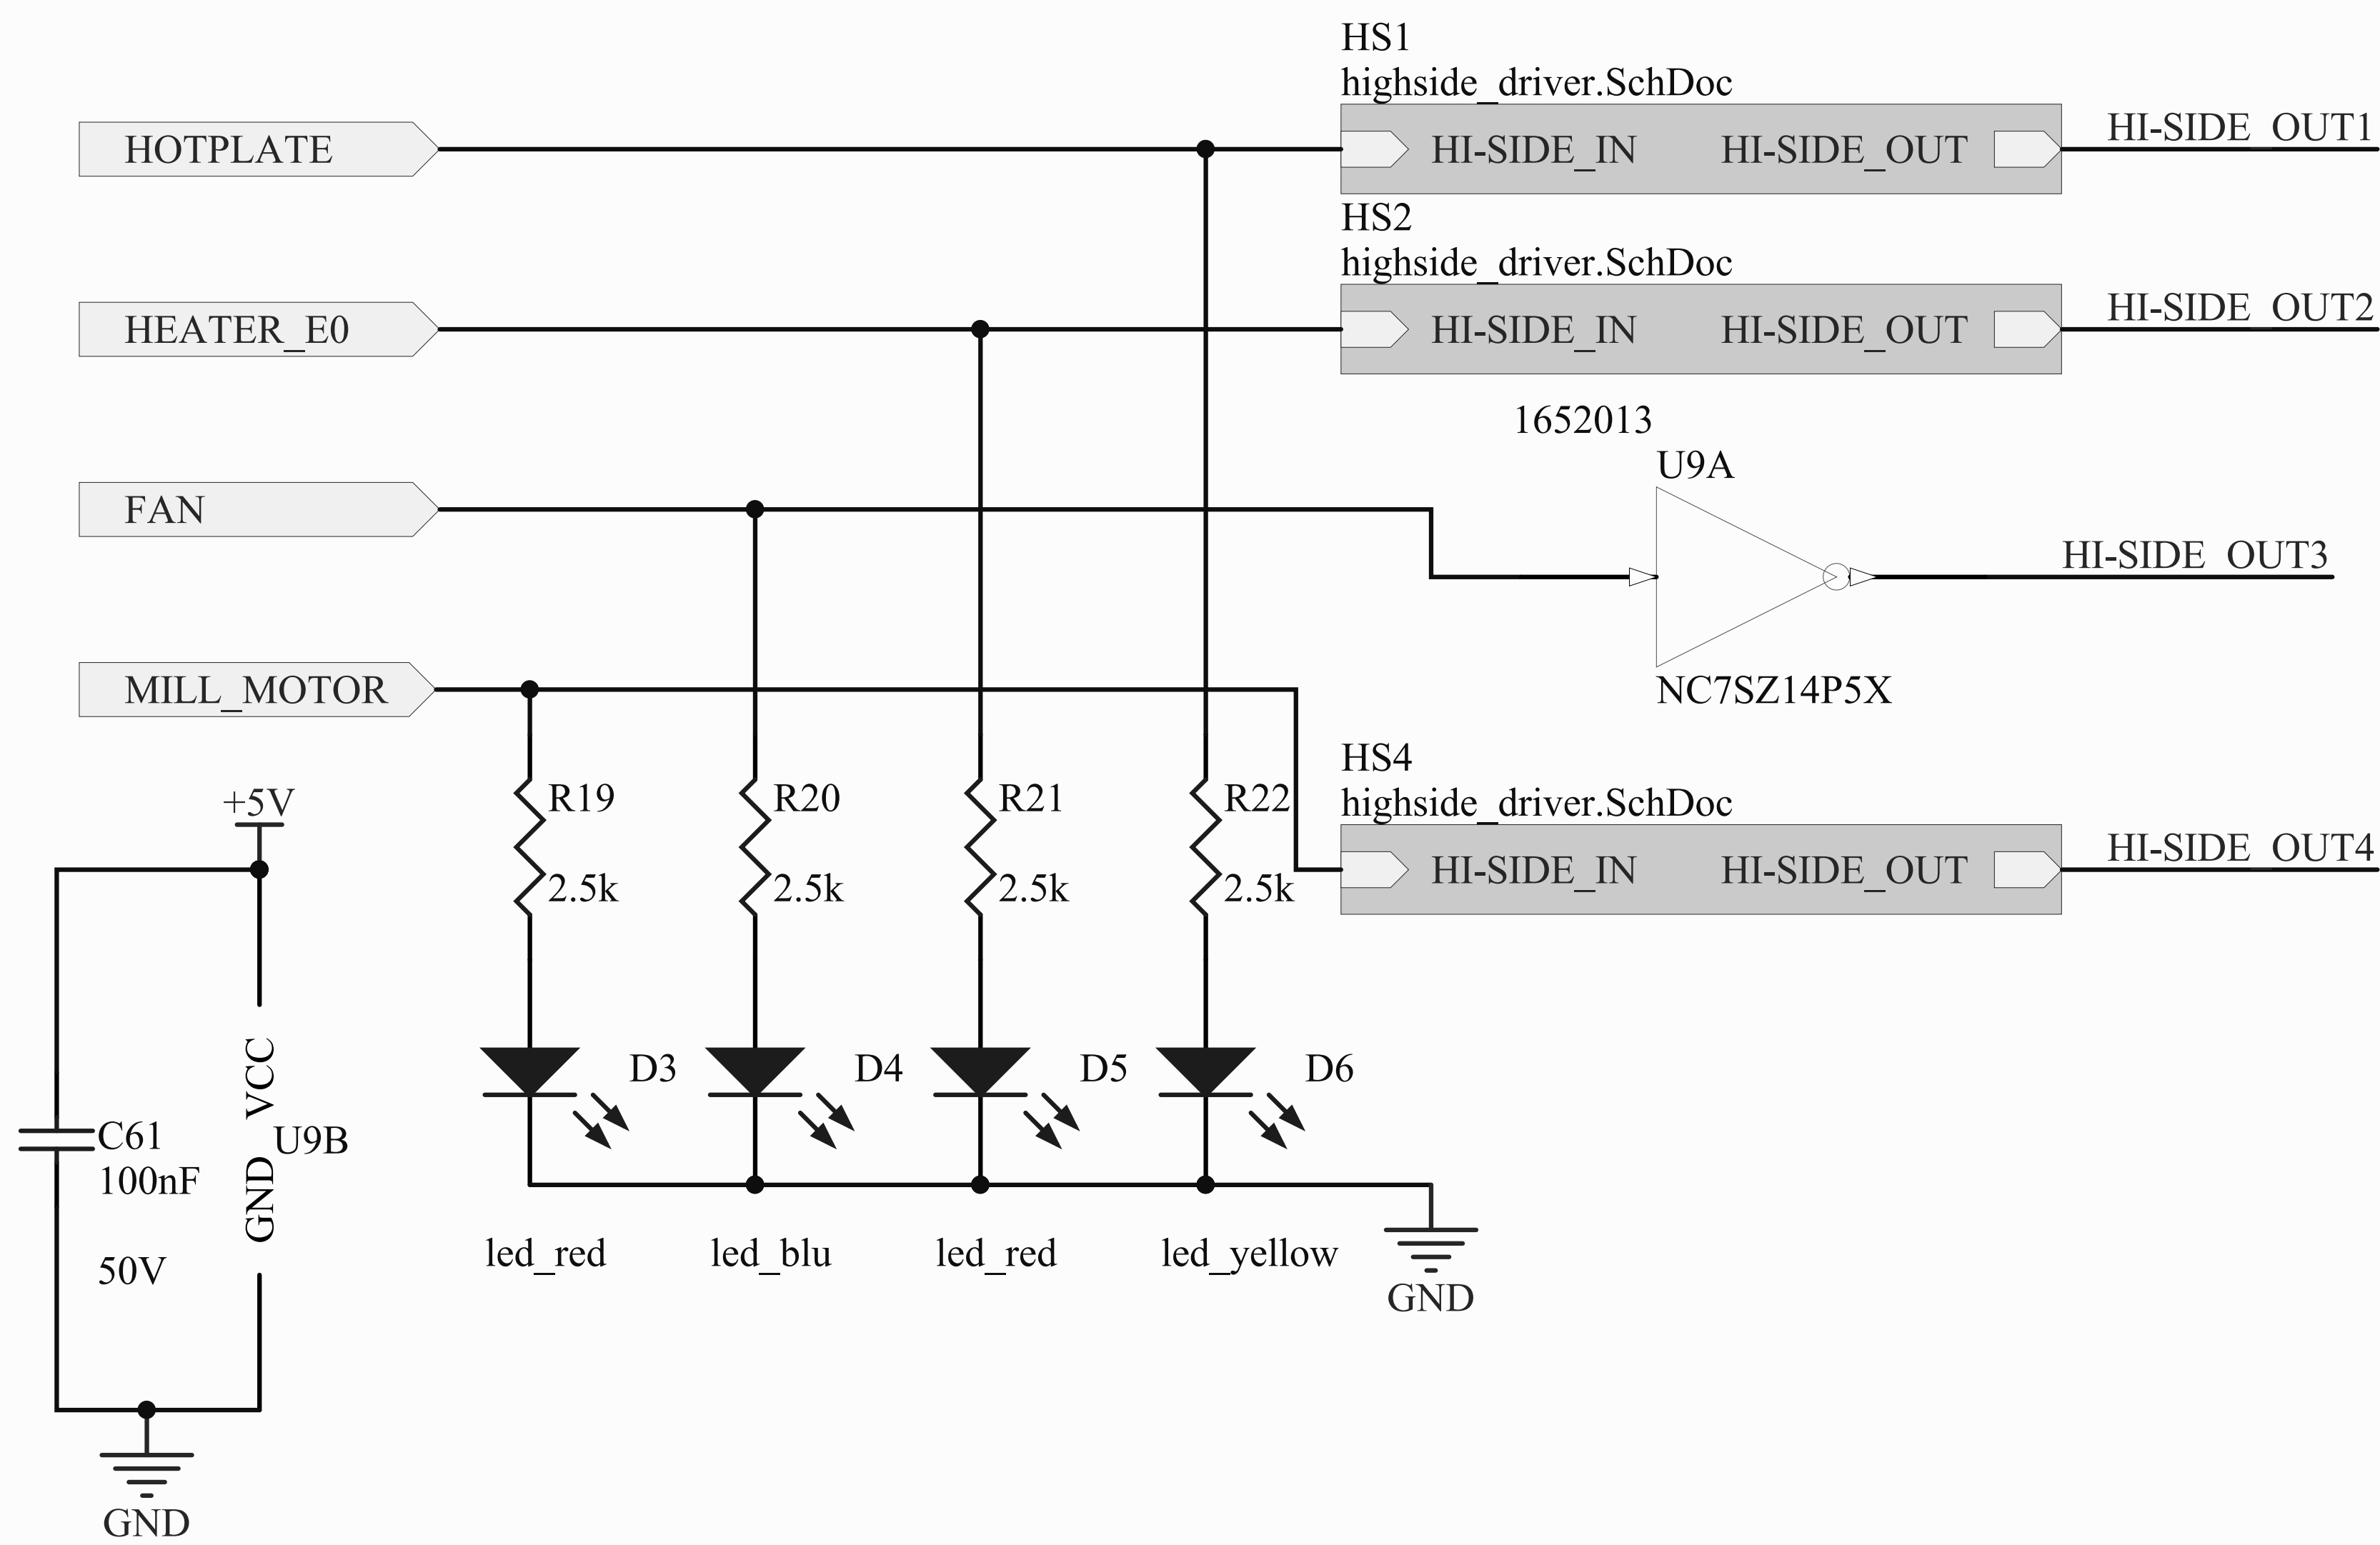 HS1
highside_driver.SchDoc
HOTPLATE
HI-SIDE_IN
HI-SIDE_OUT
HI-SIDE_OUT1
HS2
highside_driver.SchDoc
HEATER_E0
HI-SIDE_IN
HI-SIDE_OUT
HI-SIDE_OUT2
1652013
U9A
FAN
HI-SIDE_OUT3
MILL_MOTOR
NC7SZ14P5X
HS4
highside_driver.SchDoc
HI-SIDE_IN
HI-SIDE_OUT
HI-SIDE_OUT4
+5V
R19
2.5k
R20
2.5k
R21
2.5k
R22
2.5k
VCC
GND
U9B
C61
100nF
50V
D3
D4
D5
D6
led_red
led_blu
led_red
led_yellow
GND
GND